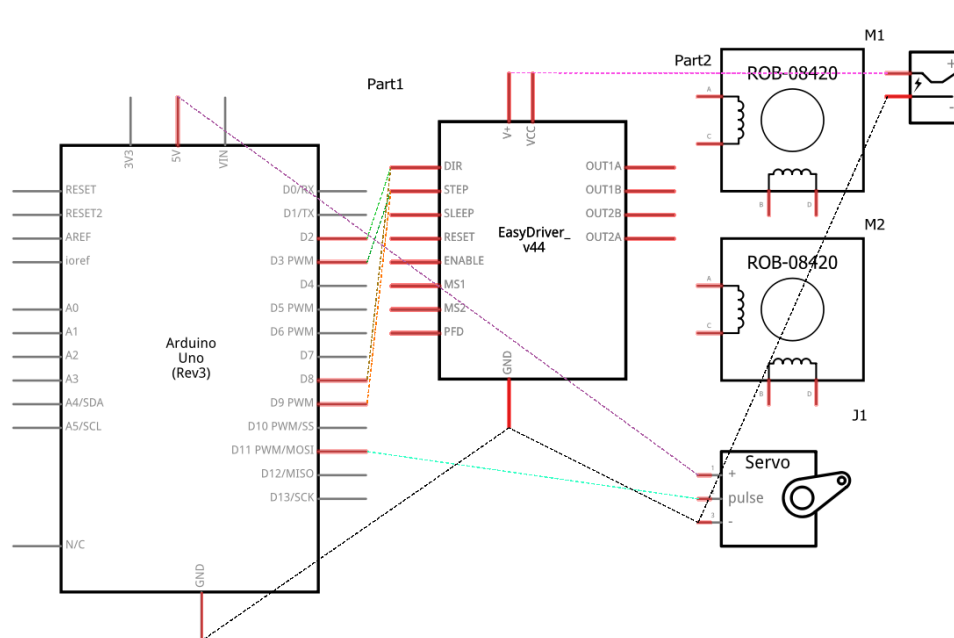 M1
Part2
ROB-08420
+
-
A
C
B
D
Part1
V+
VCC
3V3
5V
VIN
DIR
STEP
SLEEP
RESET
ENABLE
MS1
MS2
PFD
OUT1A
OUT1B
OUT2B
OUT2A
EasyDriver_
v44
GND
RESET
RESET2
AREF
ioref
A0
A1
A2
A3
A4/SDA
A5/SCL
N/C
D0/RX
D1/TX
D2
D3 PWM
D4
D5 PWM
D6 PWM
D7
D8
D9 PWM
D10 PWM/SS
D11 PWM/MOSI
D12/MISO
D13/SCK
Arduino
Uno
(Rev3)
GND
M2
ROB-08420
A
C
B
D
J1
Servo
1
+
pulse
3
-